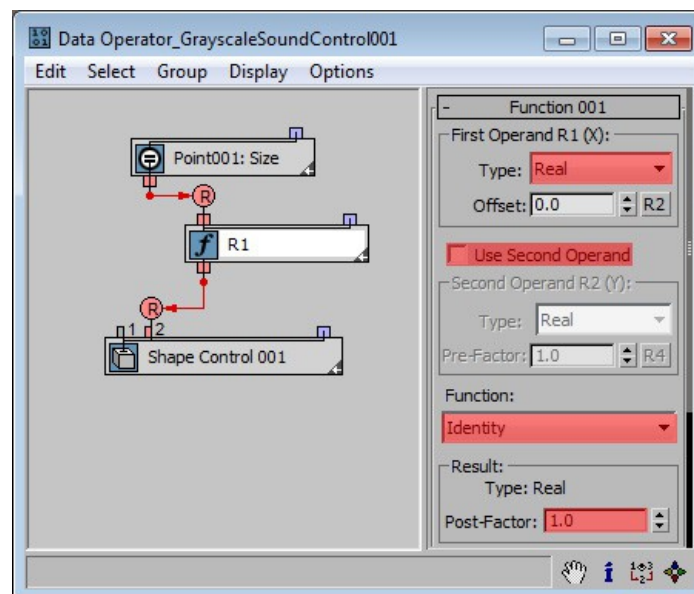 Data Operator_GrayscaleSoundControl001
Edit Select Group Display Options
Point001: Size
R
R1
R
1 2
Shape Control 001
- Function 001
First Operand R1 (X):
Type: Real
Offset: 0.0 R2
Use Second Operand
Second Operand R2 (Y):
Type: Real
Pre-Factor: 1.0 R4
Function:
Identity
Result:
Type: Real
Post-Factor: 1.0